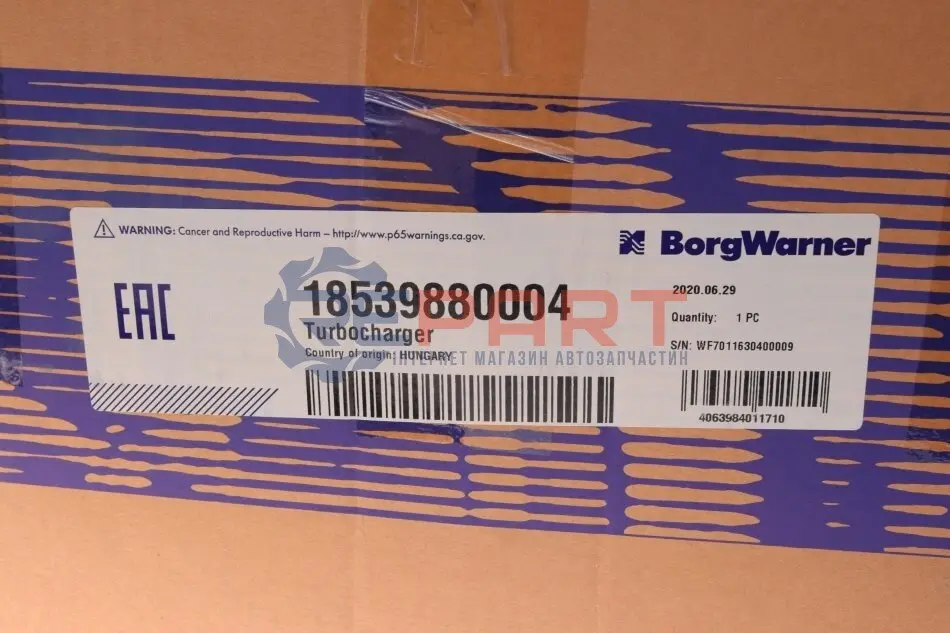 WARNING: Cancer and Reproductive Harm – http://www.p65warnings.ca.gov.
BorgWarner
EAC
18539880004
Turbocharger
Country of origin: HUNGARY
2020.06.29
Quantity: 1 PC
S/N: WF7011630400009
4063984011710
PART
ІНТЕРНЕТ МАГАЗИН АВТОЗАПЧАСТИН